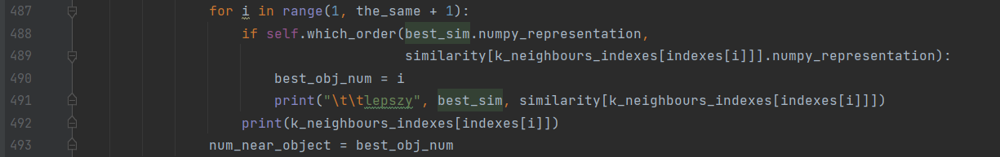 487 for i in range(1, the_same + 1):
488 if self.which_order(best_sim.numpy_representation,
489 similarity[k_neighbours_indexes[indexes[i]]].numpy_representation):
490 best_obj_num = i
491 print("\t\tlepszy", best_sim, similarity[k_neighbours_indexes[indexes[i]]])
492 print(k_neighbours_indexes[indexes[i]])
493 num_near_object = best_obj_num